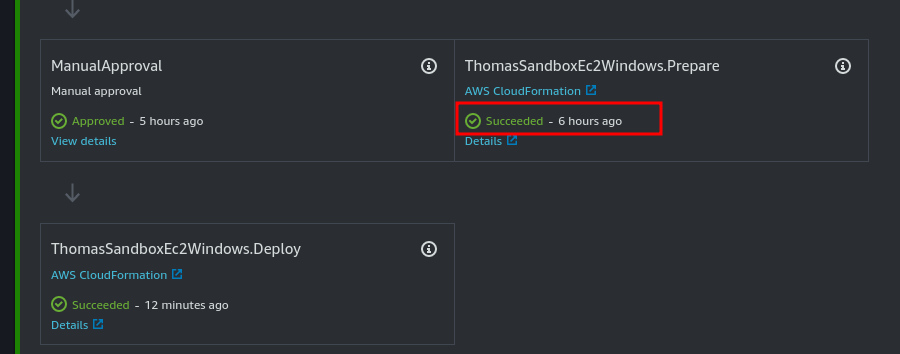 ManualApproval
Manual approval
Approved - 5 hours ago
View details
ThomasSandboxEc2Windows.Prepare
AWS CloudFormation
Succeeded - 6 hours ago
Details
ThomasSandboxEc2Windows.Deploy
AWS CloudFormation
Succeeded - 12 minutes ago
Details